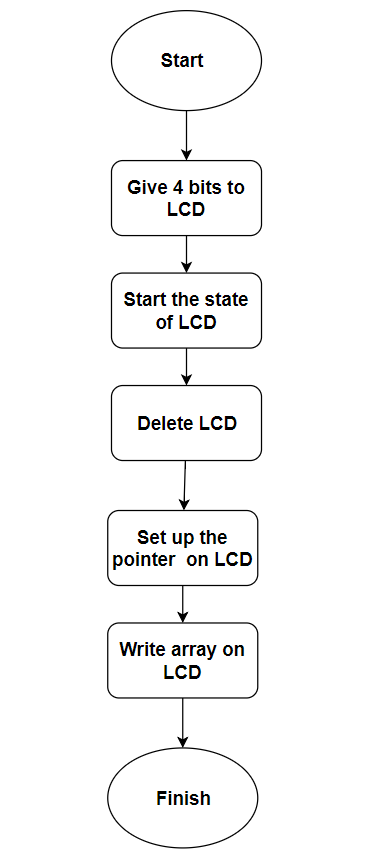 Start
Give 4 bits to
LCD
Start the state
of LCD
Delete LCD
Set up the
pointer  on LCD
Write array on
LCD
Finish